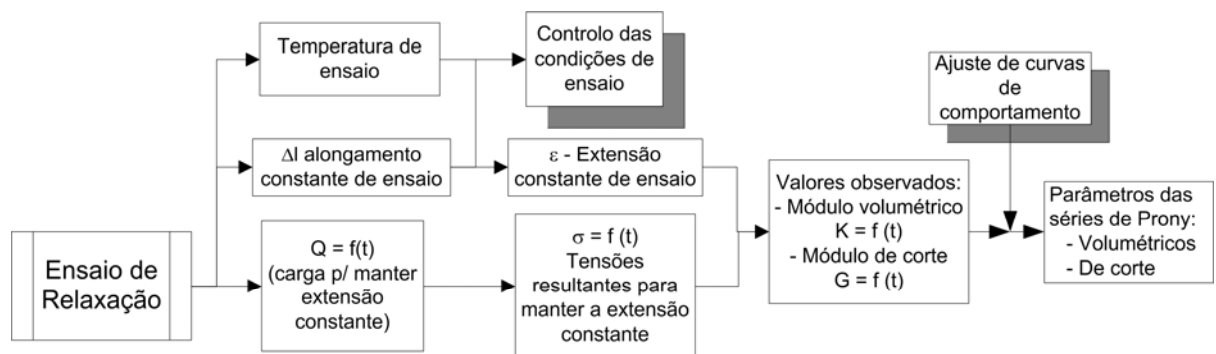 Temperatura de
ensaio
Controlo das
condições de
ensaio
Ajuste de curvas
de
comportamento
Δl alongamento
constante de ensaio
ε - Extensão
constante de ensaio
Ensaio de
Relaxação
Q = f(t)
(carga p/ manter
extensão
constante)
σ = f (t)
Tensões
resultantes para
manter a extensão
constante
Valores observados:
- Módulo volumétrico
K = f (t)
- Módulo de corte
G = f (t)
Parâmetros das
séries de Prony:
- Volumétricos
- De corte